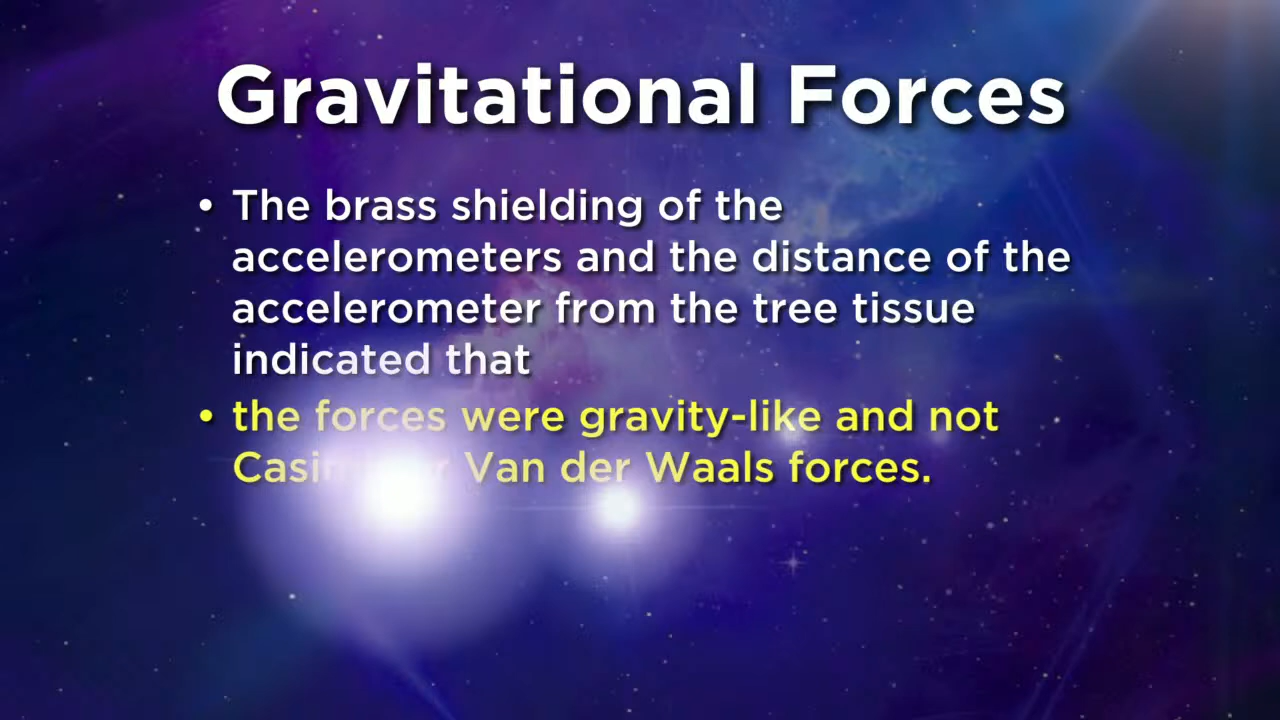 Gravitational Forces
• The brass shielding of the
accelerometers and the distance of the
accelerometer from the tree tissue
indicated that
• the forces were gravity-like and not
Van der Waals forces.